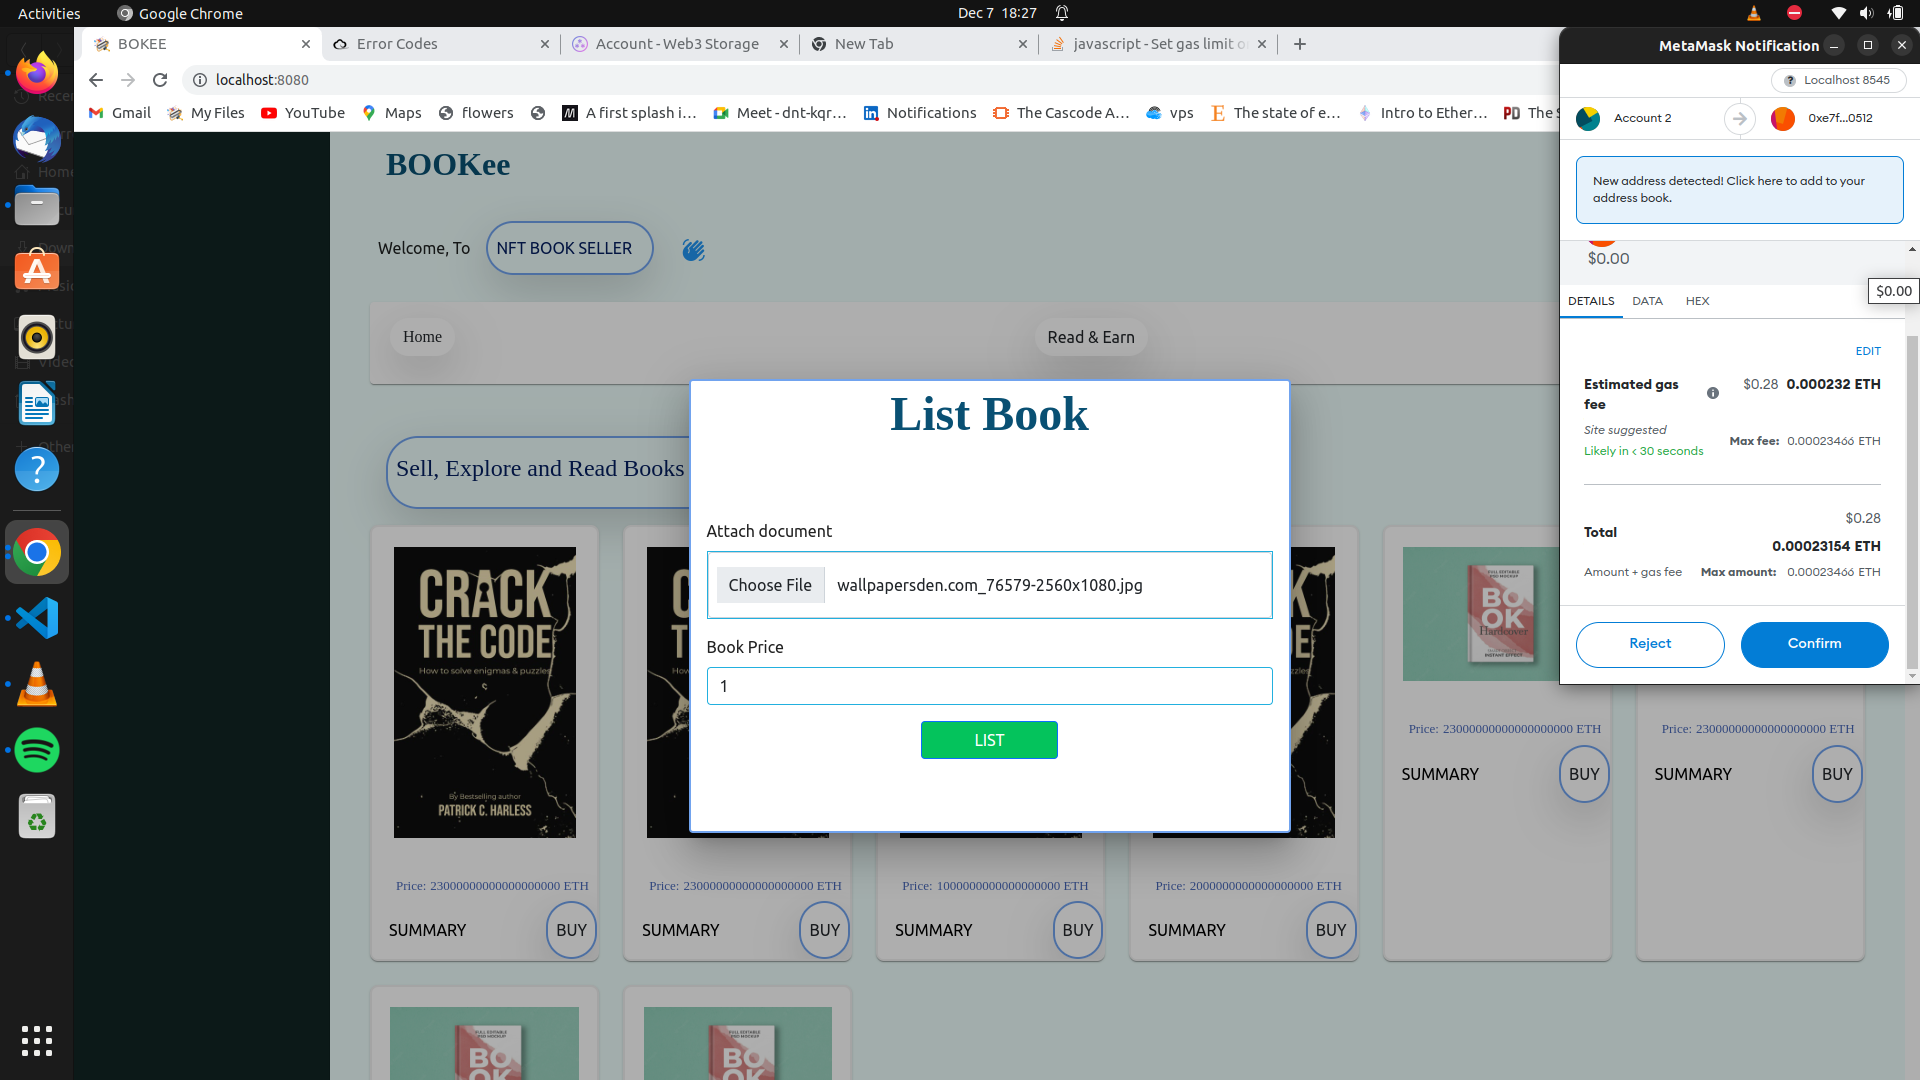 Activities
Google Chrome
Dec 7 18:27
BOKEE
Error Codes
Account - Web3 Storage
New Tab
javascript - Set gas limit o
localhost:8080
Gmail
My Files
YouTube
Maps
flowers
A first splash i…
Meet - dnt-kqr…
Notifications
The Cascode A…
vps
The state of e…
Intro to Ether…
The S
BOOKee
Welcome, To
NFT BOOK SELLER
Home
Read & Earn
Sell, Explore and Read Books
List Book
Attach document
Choose File
wallpapersden.com_76579-2560x1080.jpg
Book Price
1
LIST
CRACK
THE CODE
How to solve enigmas & puzzles
By Bestselling author
PATRICK C. HARLESS
Price: 23000000000000000000 ETH
SUMMARY
BUY
Price: 23000000000000000000 ETH
SUMMARY
BUY
Price: 1000000000000000000 ETH
SUMMARY
BUY
Price: 2000000000000000000 ETH
SUMMARY
BUY
BO
OK
Hardcover
Price: 23000000000000000000 ETH
SUMMARY
BUY
Price: 23000000000000000000 ETH
SUMMARY
BUY
BO
OK
BO
OK
MetaMask Notification
Localhost 8545
Account 2
0xe7f...0512
New address detected! Click here to add to your
address book.
$0.00
$0.00
DETAILS
DATA
HEX
EDIT
Estimated gas
fee
$0.28
0.000232 ETH
Site suggested
Likely in < 30 seconds
Max fee:
0.00023466 ETH
Total
$0.28
0.00023154 ETH
Amount + gas fee
Max amount:
0.00023466 ETH
Reject
Confirm